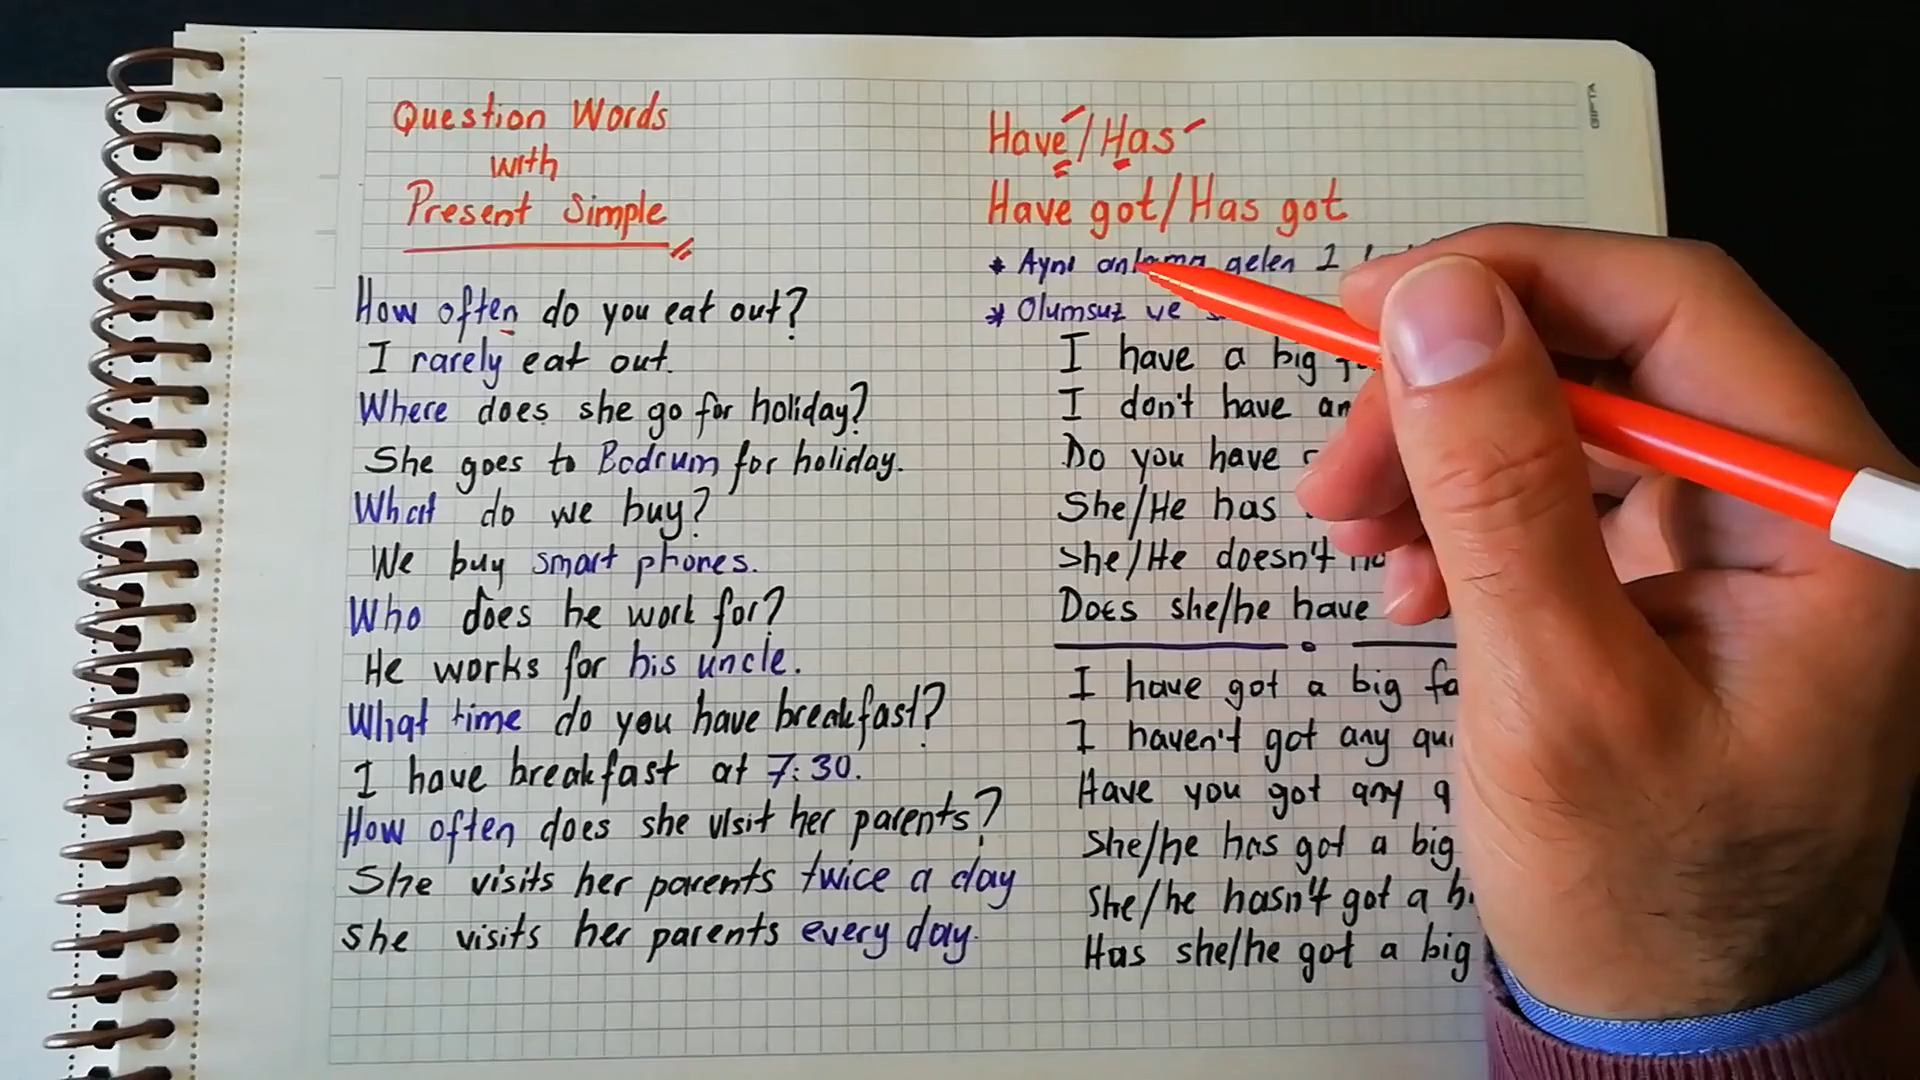 Question Words
with
Present Simple
How often do you eat out?
I rarely eat out.
Where does she go for holiday?
She goes to Bodrum for holiday.
What do we buy?
We buy smart phones.
Who does he work for?
He works for his uncle.
What time do you have breakfast?
I have breakfast at 7:30.
How often does she visit her parents?
She visits her parents twice a day
She visits her parents every day.
Have/Has
Have got/Has got
* Aynı anlama gelen 2
* Olumsuz ve
I have a big
I don't have
Do you have
She/He has
She/He doesn't
Does she/he have
I have got a big
I haven't got any
Have you got any
She/he has got a big
She/he hasn't got a
Has she/he got a big
GIPTA